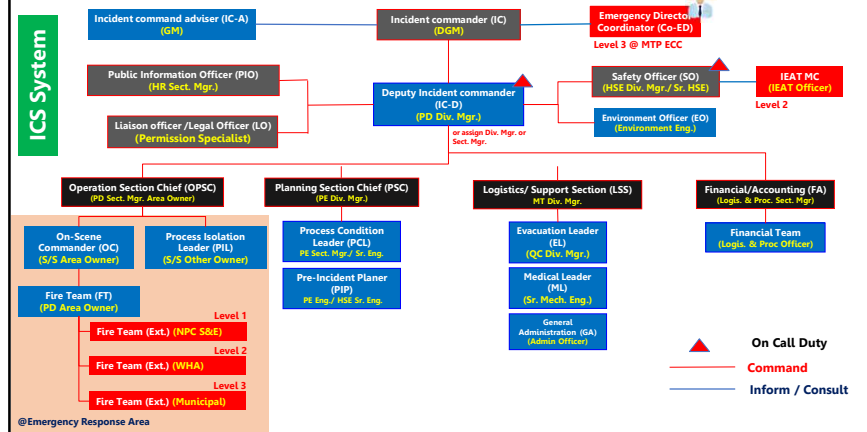 ICS System
Incident command adviser (IC-A)
(GM)
Incident commander (IC)
(DGM)
Emergency Director
Coordinator (Co-ED)
Level 3 @ MTP ECC
Public Information Officer (PIO)
(HR Sect. Mgr.)
Deputy Incident commander
(IC-D)
(PD Div. Mgr.)
Safety Officer (SO)
(HSE Div. Mgr./ Sr. HSE)
IEAT MC
(IEAT Officer)
Level 2
Liaison officer /Legal Officer (LO)
(Permission Specialist)
Environment Officer (EO)
(Environment Eng.)
or assign Div. Mgr. or
Sect. Mgr.
Operation Section Chief (OPSC)
(PD Sect. Mgr. Area Owner)
Planning Section Chief (PSC)
(PE Div. Mgr.)
Logistics/ Support Section (LSS)
MT Div. Mgr.
Financial/Accounting (FA)
(Logis. & Proc. Sect. Mgr)
On-Scene
Commander (OC)
(S/S Area Owner)
Process Isolation
Leader (PIL)
(S/S Other Owner)
Process Condition
Leader (PCL)
PE Sect. Mgr./ Sr. Eng.
Evacuation Leader
(EL)
(QC Div. Mgr.)
Financial Team
(Logis. & Proc Officer)
Pre-Incident Planer
(PIP)
PE Eng./ HSE Sr. Eng.
Medical Leader
(ML)
(Sr. Mech. Eng.)
Fire Team (FT)
(PD Area Owner)
General
Administration (GA)
(Admin Officer)
Level 1
Fire Team (Ext.) (NPC S&E)
Level 2
Fire Team (Ext.) (WHA)
Level 3
Fire Team (Ext.) (Municipal)
@Emergency Response Area
On Call Duty
Command
Inform / Consult